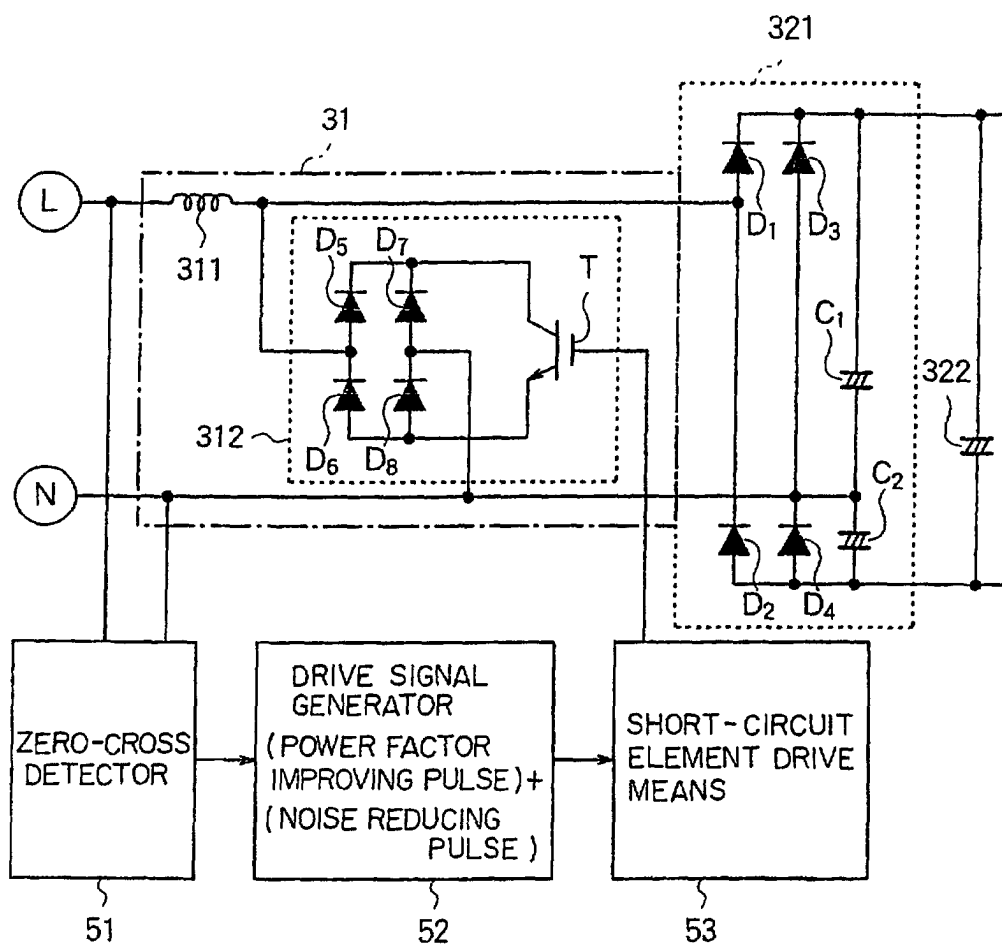 321
31
L
311
D5
D7
T
D1
D3
C1
322
312
D6
D8
N
C2
D2
D4
ZERO-CROSS
DETECTOR
DRIVE SIGNAL
GENERATOR
(POWER FACTOR
IMPROVING PULSE)+
(NOISE REDUCING
PULSE)
SHORT-CIRCUIT
ELEMENT DRIVE
MEANS
51
52
53